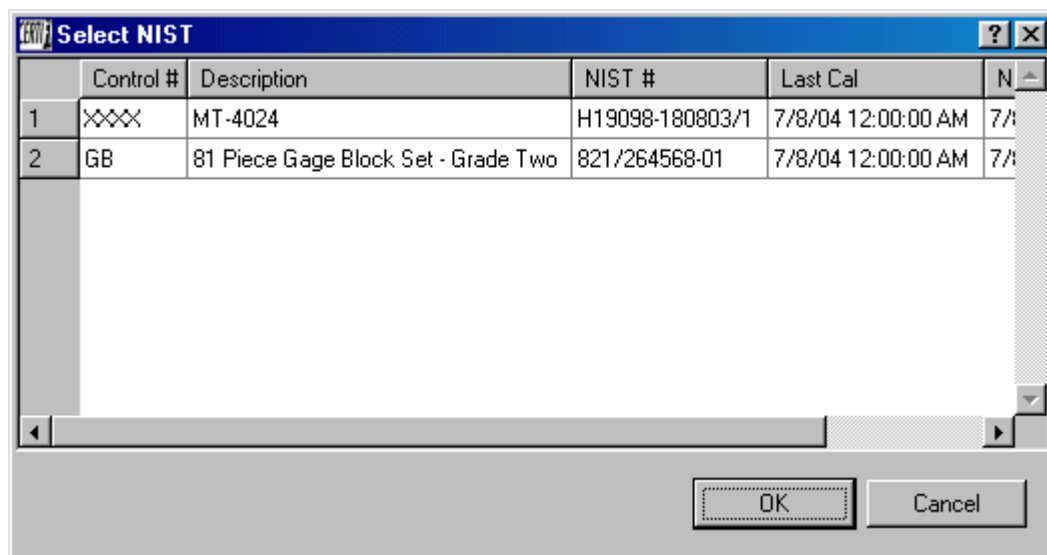 Select NIST
Control # Description NIST # Last Cal N
1 XXXX MT-4024 H19098-180803/1 7/8/04 12:00:00 AM 7/
2 GB 81 Piece Gage Block Set - Grade Two 821/264568-01 7/8/04 12:00:00 AM 7/
OK Cancel